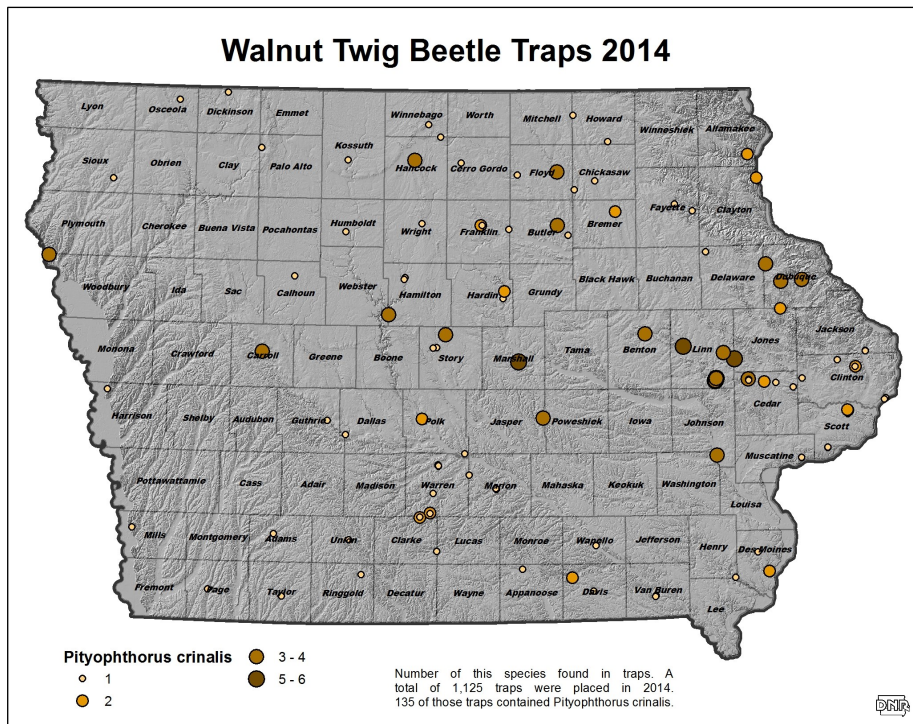 Walnut Twig Beetle Traps 2014
Lyon Osceola Dickinson Emmet Winnebago Worth Mitchell Howard Winneshiek Allamakee
Kossuth
Sioux Obrien Clay Palo Alto Hancock Cerro Gordo Floyd Chickasaw
Fayette Clayton
Plymouth Cherokee Buena Vista Pocahontas Humboldt Wright Franklin Butler Bremer
Woodbury Ida Sac Calhoun Webster Hamilton Hardin Grundy Black Hawk Buchanan Delaware Dubuque
Monona Crawford Carroll Greene Boone Story Marshall Tama Benton Linn Jones Jackson
Clinton
Cedar
Harrison Shelby Audubon Guthrie Dallas Polk Jasper Poweshiek Iowa Johnson Scott
Muscatine
Pottawattamie Cass Adair Madison Warren Marion Mahaska Keokuk Washington
Louisa
Mills Montgomery Adams Union Clarke Lucas Monroe Wapello Jefferson Henry Des Moines
Fremont Page Taylor Ringgold Decatur Wayne Appanoose Davis Van Buren
Lee
Pityophthorus crinalis
1
2
3 - 4
5 - 6
Number of this species found in traps. A
total of 1,125 traps were placed in 2014.
135 of those traps contained Pityophthorus crinalis.
DNR